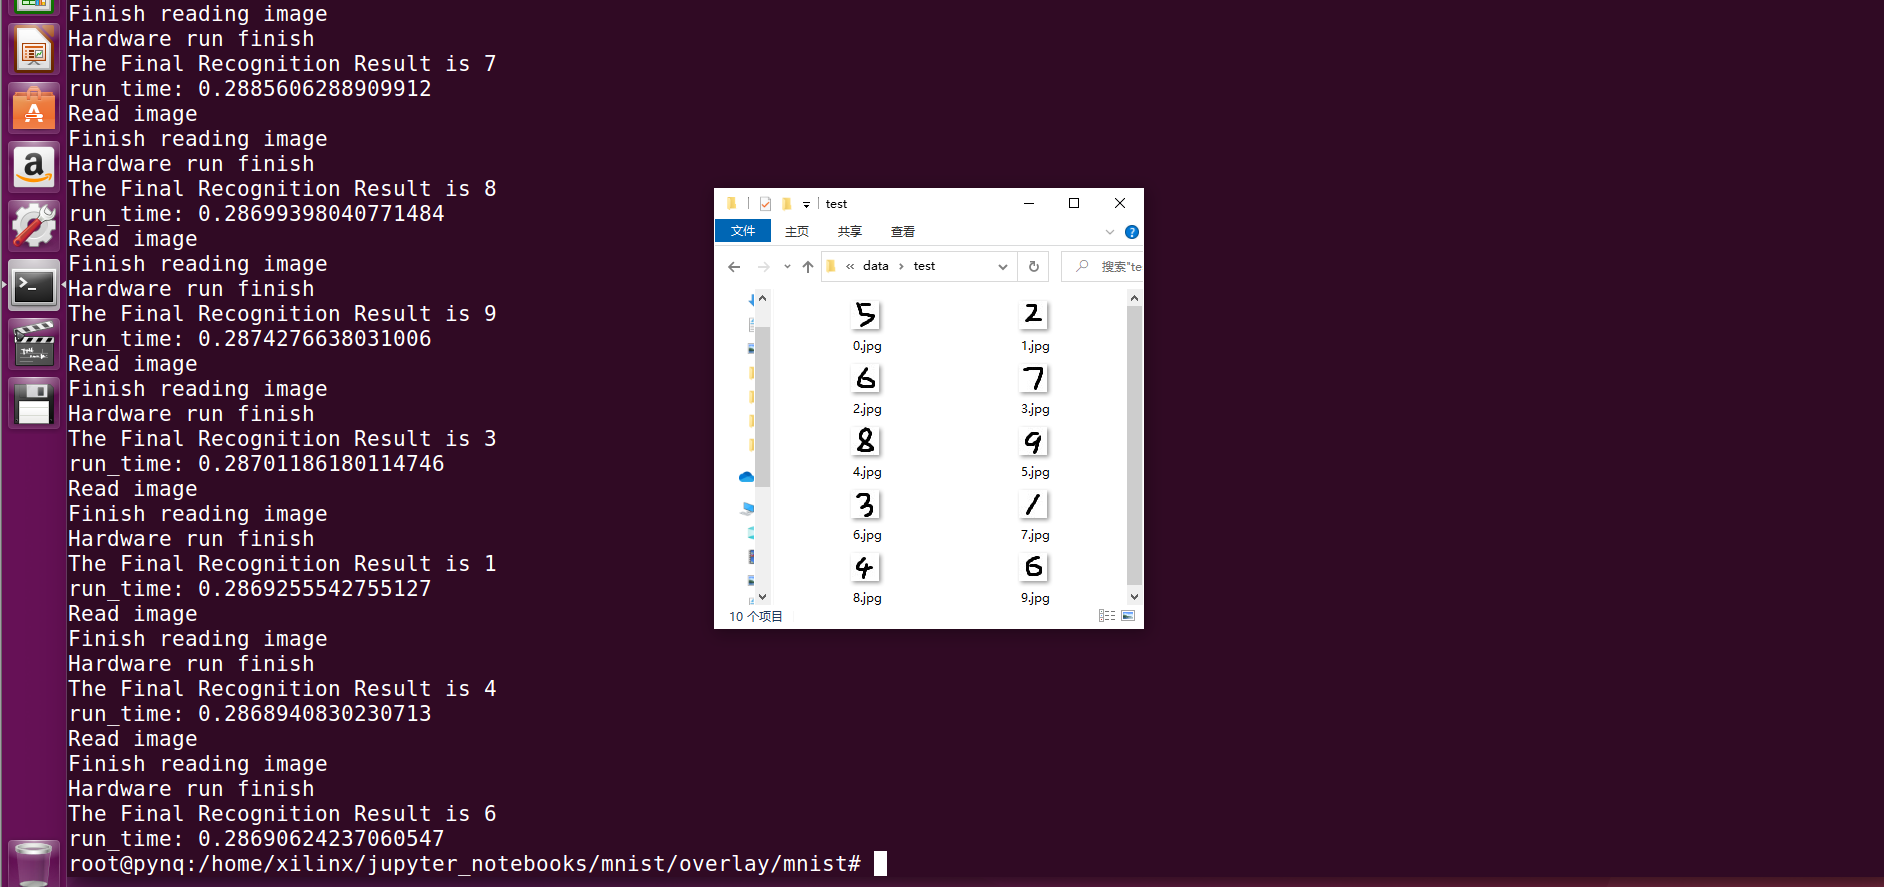 Finish reading image
Hardware run finish
The Final Recognition Result is 7
run_time: 0.2885606288909912
Read image
Finish reading image
Hardware run finish
The Final Recognition Result is 8
run_time: 0.28699398040771484
Read image
Finish reading image
Hardware run finish
The Final Recognition Result is 9
run_time: 0.2874276638031006
Read image
Finish reading image
Hardware run finish
The Final Recognition Result is 3
run_time: 0.28701186180114746
Read image
Finish reading image
Hardware run finish
The Final Recognition Result is 1
run_time: 0.2869255542755127
Read image
Finish reading image
Hardware run finish
The Final Recognition Result is 4
run_time: 0.2868940830230713
Read image
Finish reading image
Hardware run finish
The Final Recognition Result is 6
run_time: 0.28690624237060547
root@pynq:/home/xilinx/jupyter_notebooks/mnist/overlay/mnist#
test
文件 主页 共享 查看
« data › test 搜索"te
5 2
0.jpg 1.jpg
6 7
2.jpg 3.jpg
8 9
4.jpg 5.jpg
3 1
6.jpg 7.jpg
4 6
8.jpg 9.jpg
10 个项目